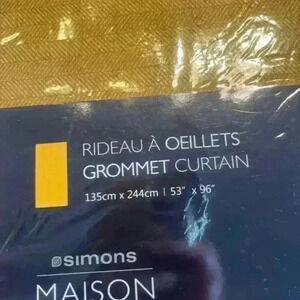 RIDEAU À OEILLETS
GROMMET CURTAIN
135cm x 244cm | 53" x 96"
simons
MAISON